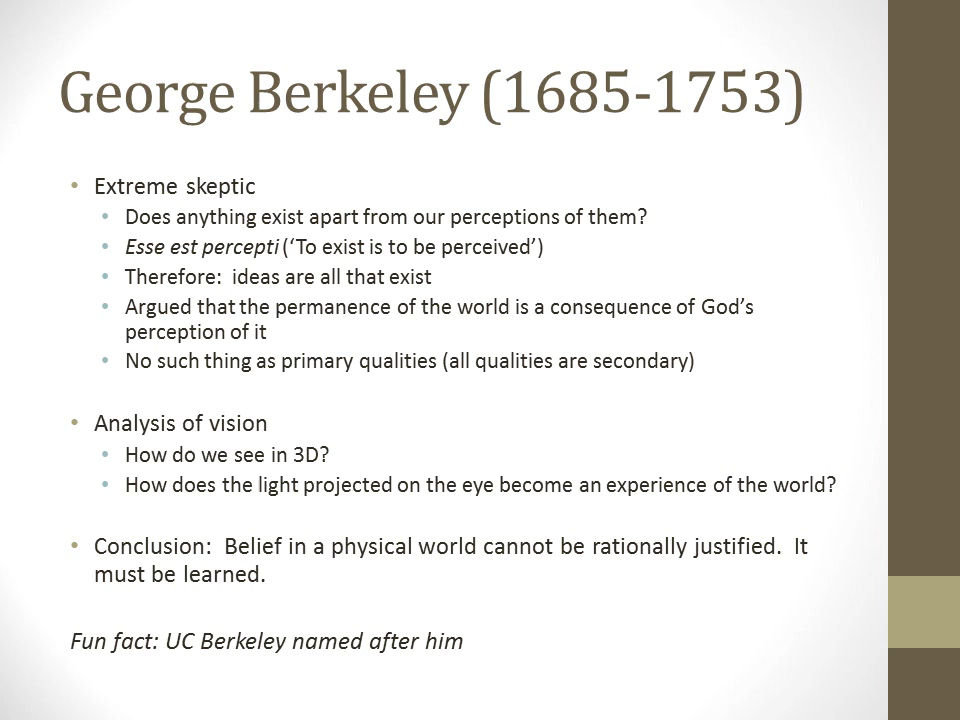 George Berkeley (1685-1753)
• Extreme skeptic
• Does anything exist apart from our perceptions of them?
• Esse est percepti (‘To exist is to be perceived’)
• Therefore: ideas are all that exist
• Argued that the permanence of the world is a consequence of God’s
perception of it
• No such thing as primary qualities (all qualities are secondary)
• Analysis of vision
• How do we see in 3D?
• How does the light projected on the eye become an experience of the world?
• Conclusion: Belief in a physical world cannot be rationally justified. It
must be learned.
Fun fact: UC Berkeley named after him